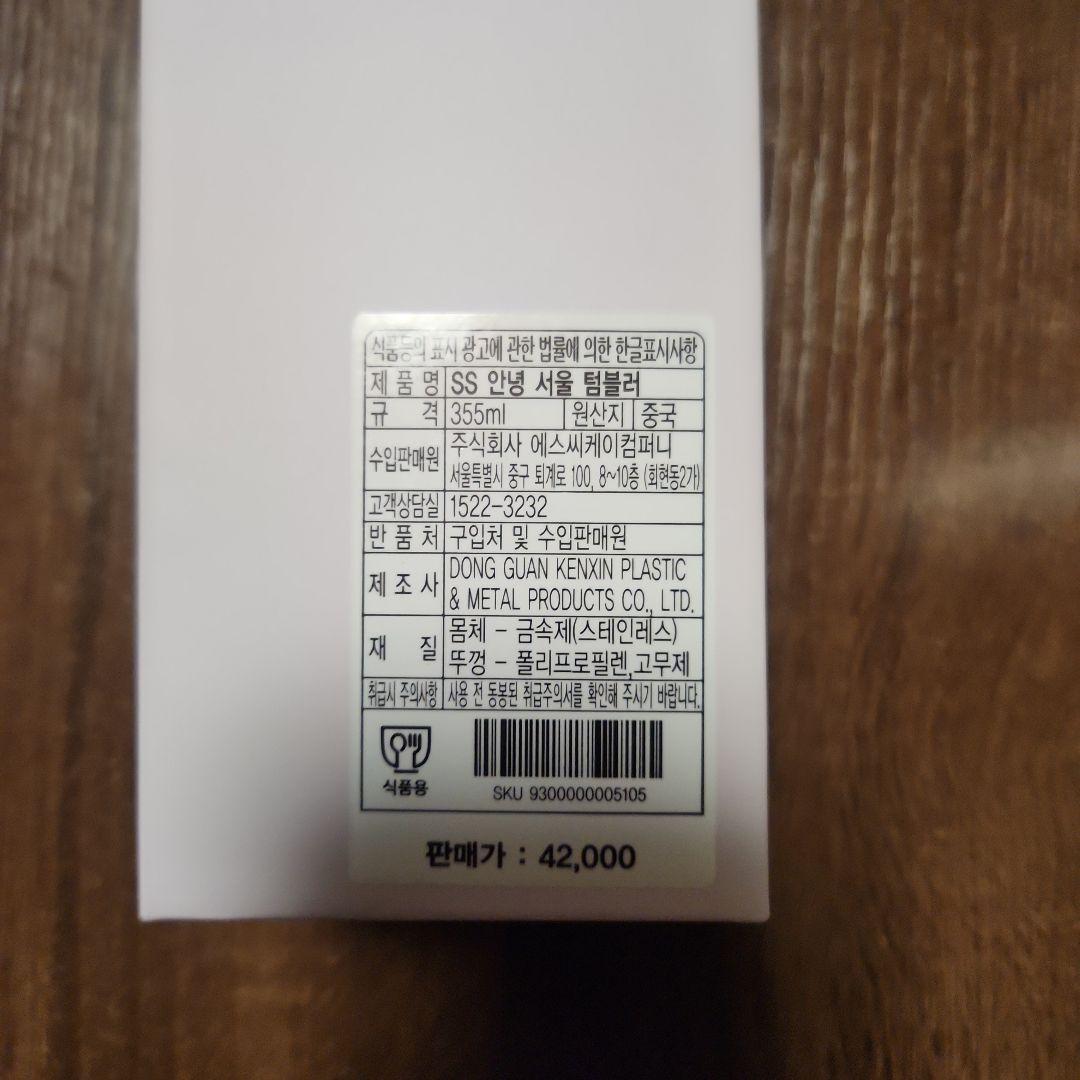 식품등의 표시 광고에 관한 법률에 의한 한글표시사항
제 품 명 SS 안녕 서울 텀블러
규 격 355ml 원산지 중국
수입판매원 주식회사 에스씨케이컴퍼니
서울특별시 중구 퇴계로 100, 8~10층 (회현동2가)
고객상담실 1522-3232
반 품 처 구입처 및 수입판매원
제 조 사 DONG GUAN KENXIN PLASTIC
& METAL PRODUCTS CO., LTD.
재 질 몸체 - 금속제(스테인레스)
뚜껑 - 폴리프로필렌,고무제
취급시 주의사항 사용 전 동봉된 취급주의서를 확인해 주시기 바랍니다.
식품용
SKU 9300000005105
판매가 : 42,000